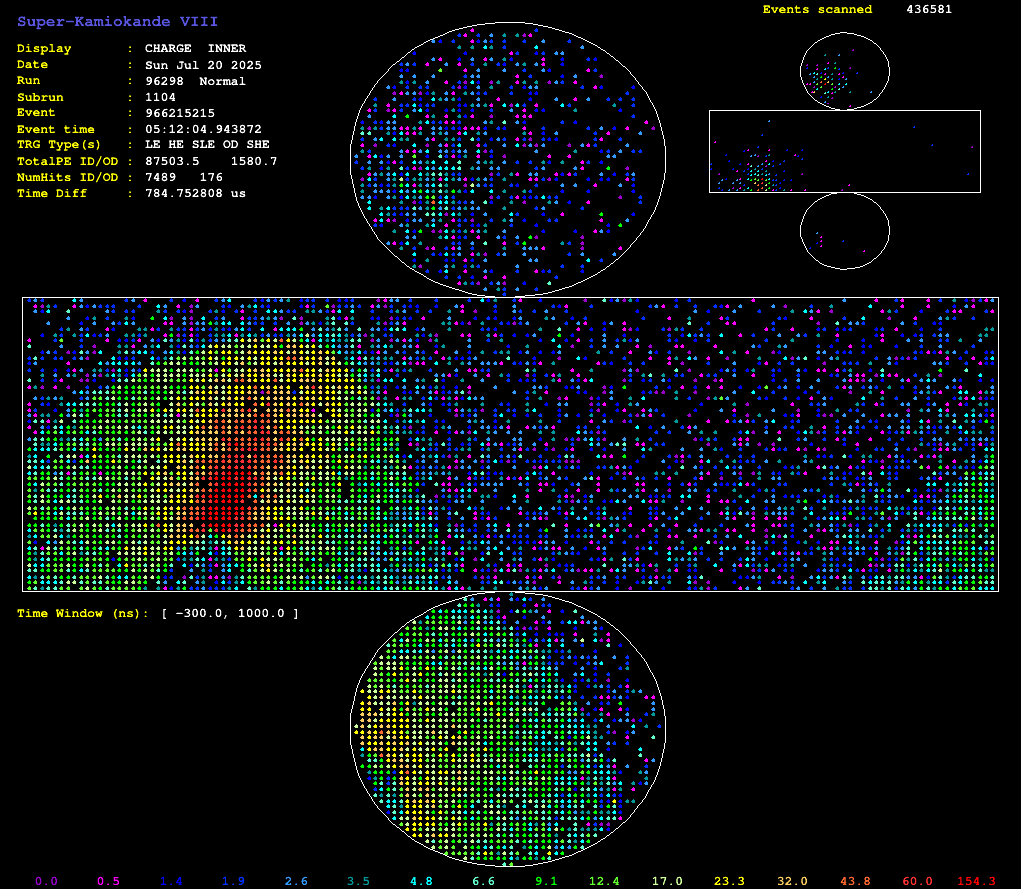 Super-Kamiokande VIII
Events scanned 436581
Display : CHARGE INNER
Date : Sun Jul 20 2025
Run : 96298 Normal
Subrun : 1104
Event : 966215215
Event time : 05:12:04.943872
TRG Type(s) : LE HE SLE OD SHE
TotalPE ID/OD : 87503.5 1580.7
NumHits ID/OD : 7489 176
Time Diff : 784.752808 us
Time Window (ns): [ -300.0, 1000.0 ]
0.0 0.5 1.4 1.9 2.6 3.5 4.8 6.6 9.1 12.4 17.0 23.3 32.0 43.8 60.0 154.3